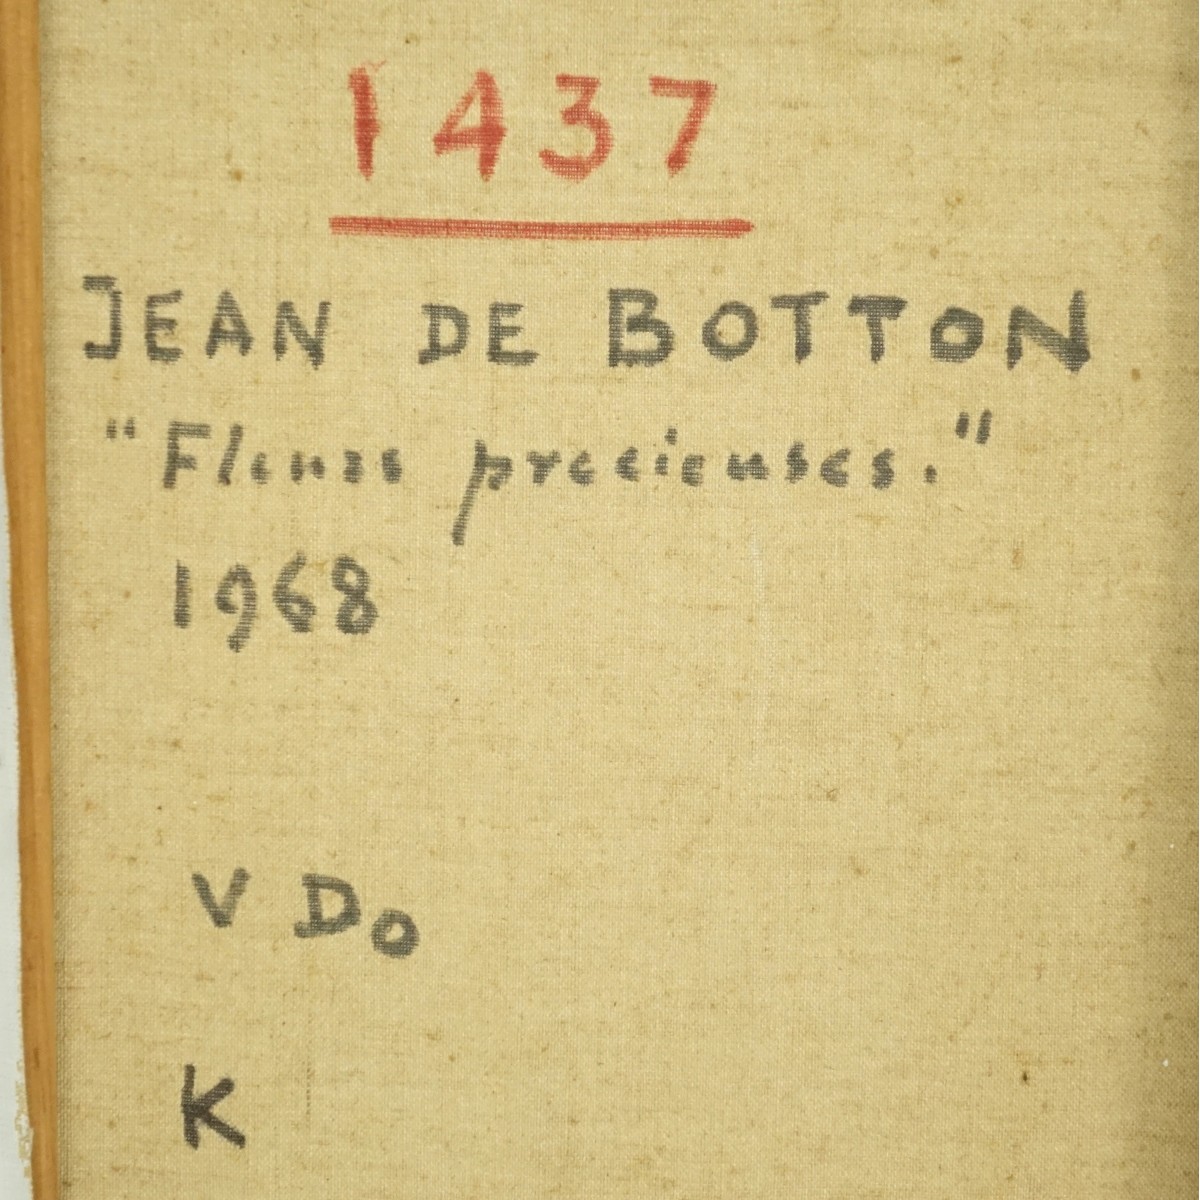 1437
JEAN DE BOTTON
"Fleurs precieuses."
1968
V Do
K